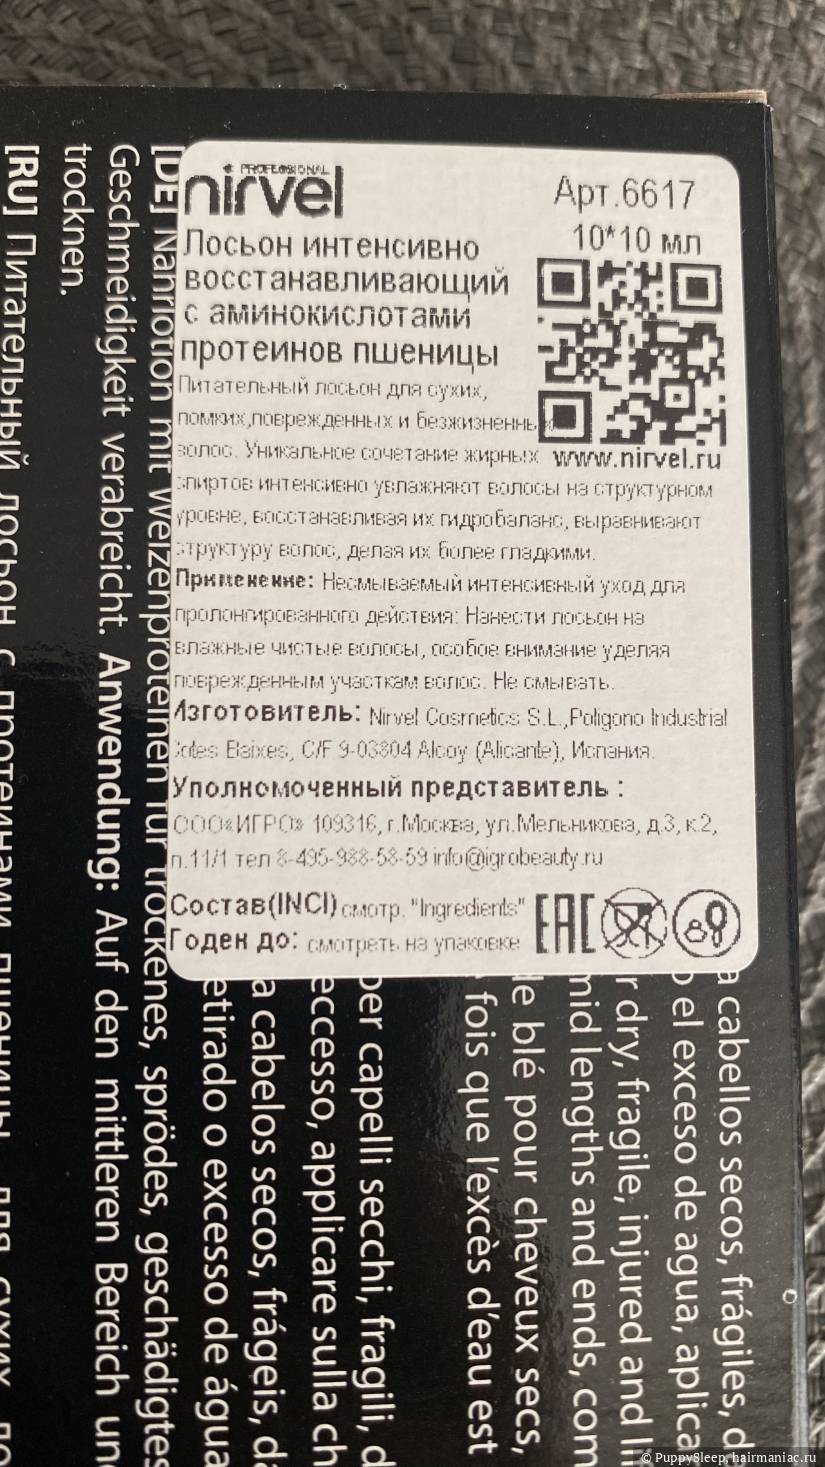 PROFESSIONAL
nirvel
Арт.6617
10*10 мл
Лосьон интенсивно
восстанавливающий
с аминокислотами
протеинов пшеницы
Питательный лосьон для сухих,
ломких,поврежденных и безжизненн
волос. Уникальное сочетание жирных
www.nirvel.ru
спиртов интенсивно увлажняют волосы на структурном
уровне, восстанавливая их гидробаланс, выравнивают
структуру волос, делая их более гладкими.
Применение: Несмываемый интенсивный уход для
пролонгированного действия: Нанести лосьон на
влажные чистые волосы, особое внимание уделяя
поврежденным участкам волос. Не смывать.
Изготовитель: Nirvel Cosmetics S.L.,Poligono Industrial
Cotes Baixes, C/F 9-03804 Alcoy (Alicante), Испания.
Уполномоченный представитель :
ООО«ИГРО» 109316, г.Москва, ул.Мельникова, д.3, к.2,
п.11/1 тел 8-495-988-58-59 info@igrobeauty.ru
Состав(INCI) смотр. "Ingredients"
Годен до: смотреть на упаковке
EAC
a cabellos secos, frágiles, d
o el exceso de agua, aplica
r dry, fragile, injured and li
mid lengths and ends, com
le blé pour cheveux secs,
fois que l'excès d'eau est
per capelli secchi, fragili, d
eccesso, applicare sulla ch
a cabelos secos, frágeis, da
etirado o excesso de água
[DE] Nährlotion mit Weizenproteinen für trockenes, sprödes, geschädigtes
Geschmeidigkeit verabreicht. Anwendung: Auf den mittleren Bereich und
trocknen.
[RU] Питательный лосьон с протеинами пшеницы для сухих ло
© PuppySleep, hairmaniac.ru